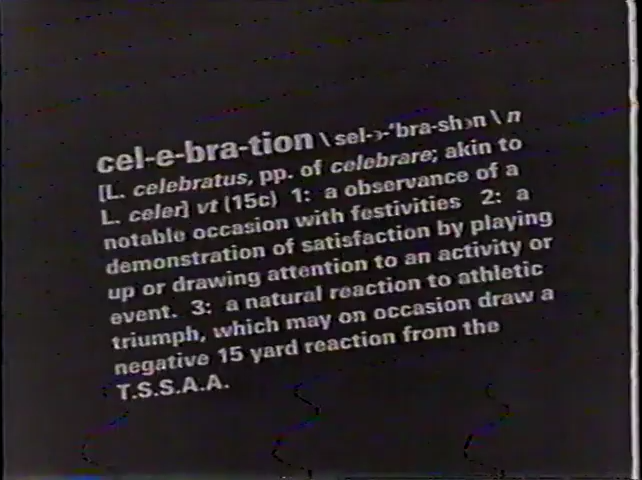 cel-e-bra-tion \ sel-ə-'bra-shən \ n
[L. celebratus, pp. of celebrare; akin to
L. celer] vt (15c) 1: a observance of a
notable occasion with festivities 2: a
demonstration of satisfaction by playing
up or drawing attention to an activity or
event. 3: a natural reaction to athletic
triumph, which may on occasion draw a
negative 15 yard reaction from the
T.S.S.A.A.